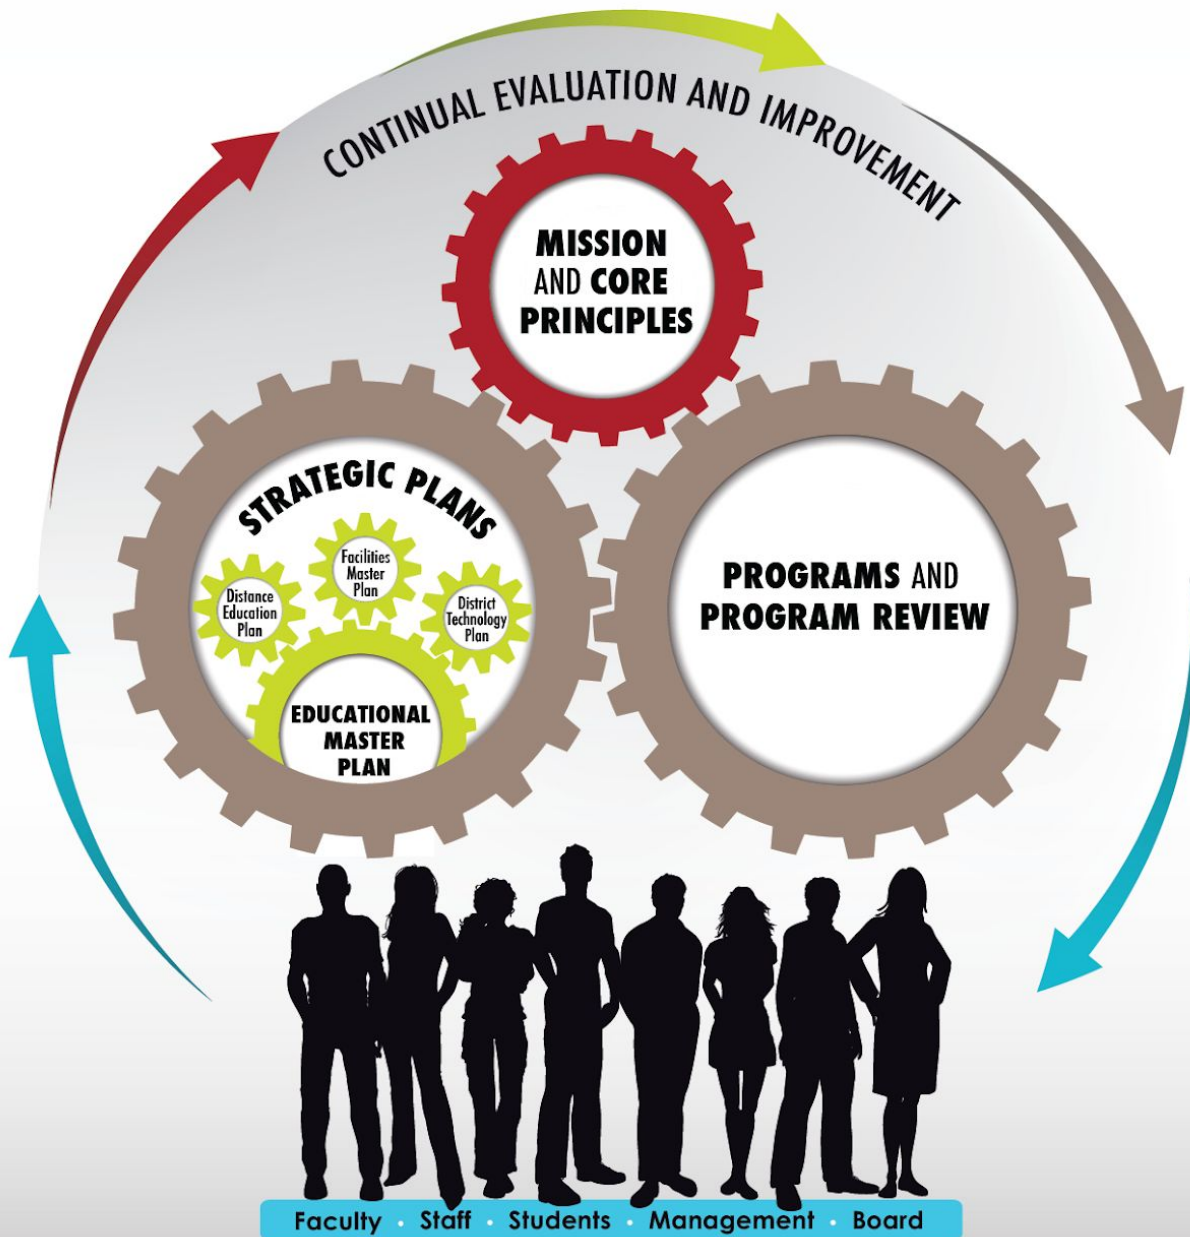 CONTINUAL EVALUATION AND IMPROVEMENT
MISSION
AND CORE
PRINCIPLES
STRATEGIC PLANS
Facilities
Master
Plan
Distance
Education
Plan
District
Technology
Plan
EDUCATIONAL
MASTER
PLAN
PROGRAMS AND
PROGRAM REVIEW
Faculty · Staff · Students · Management · Board